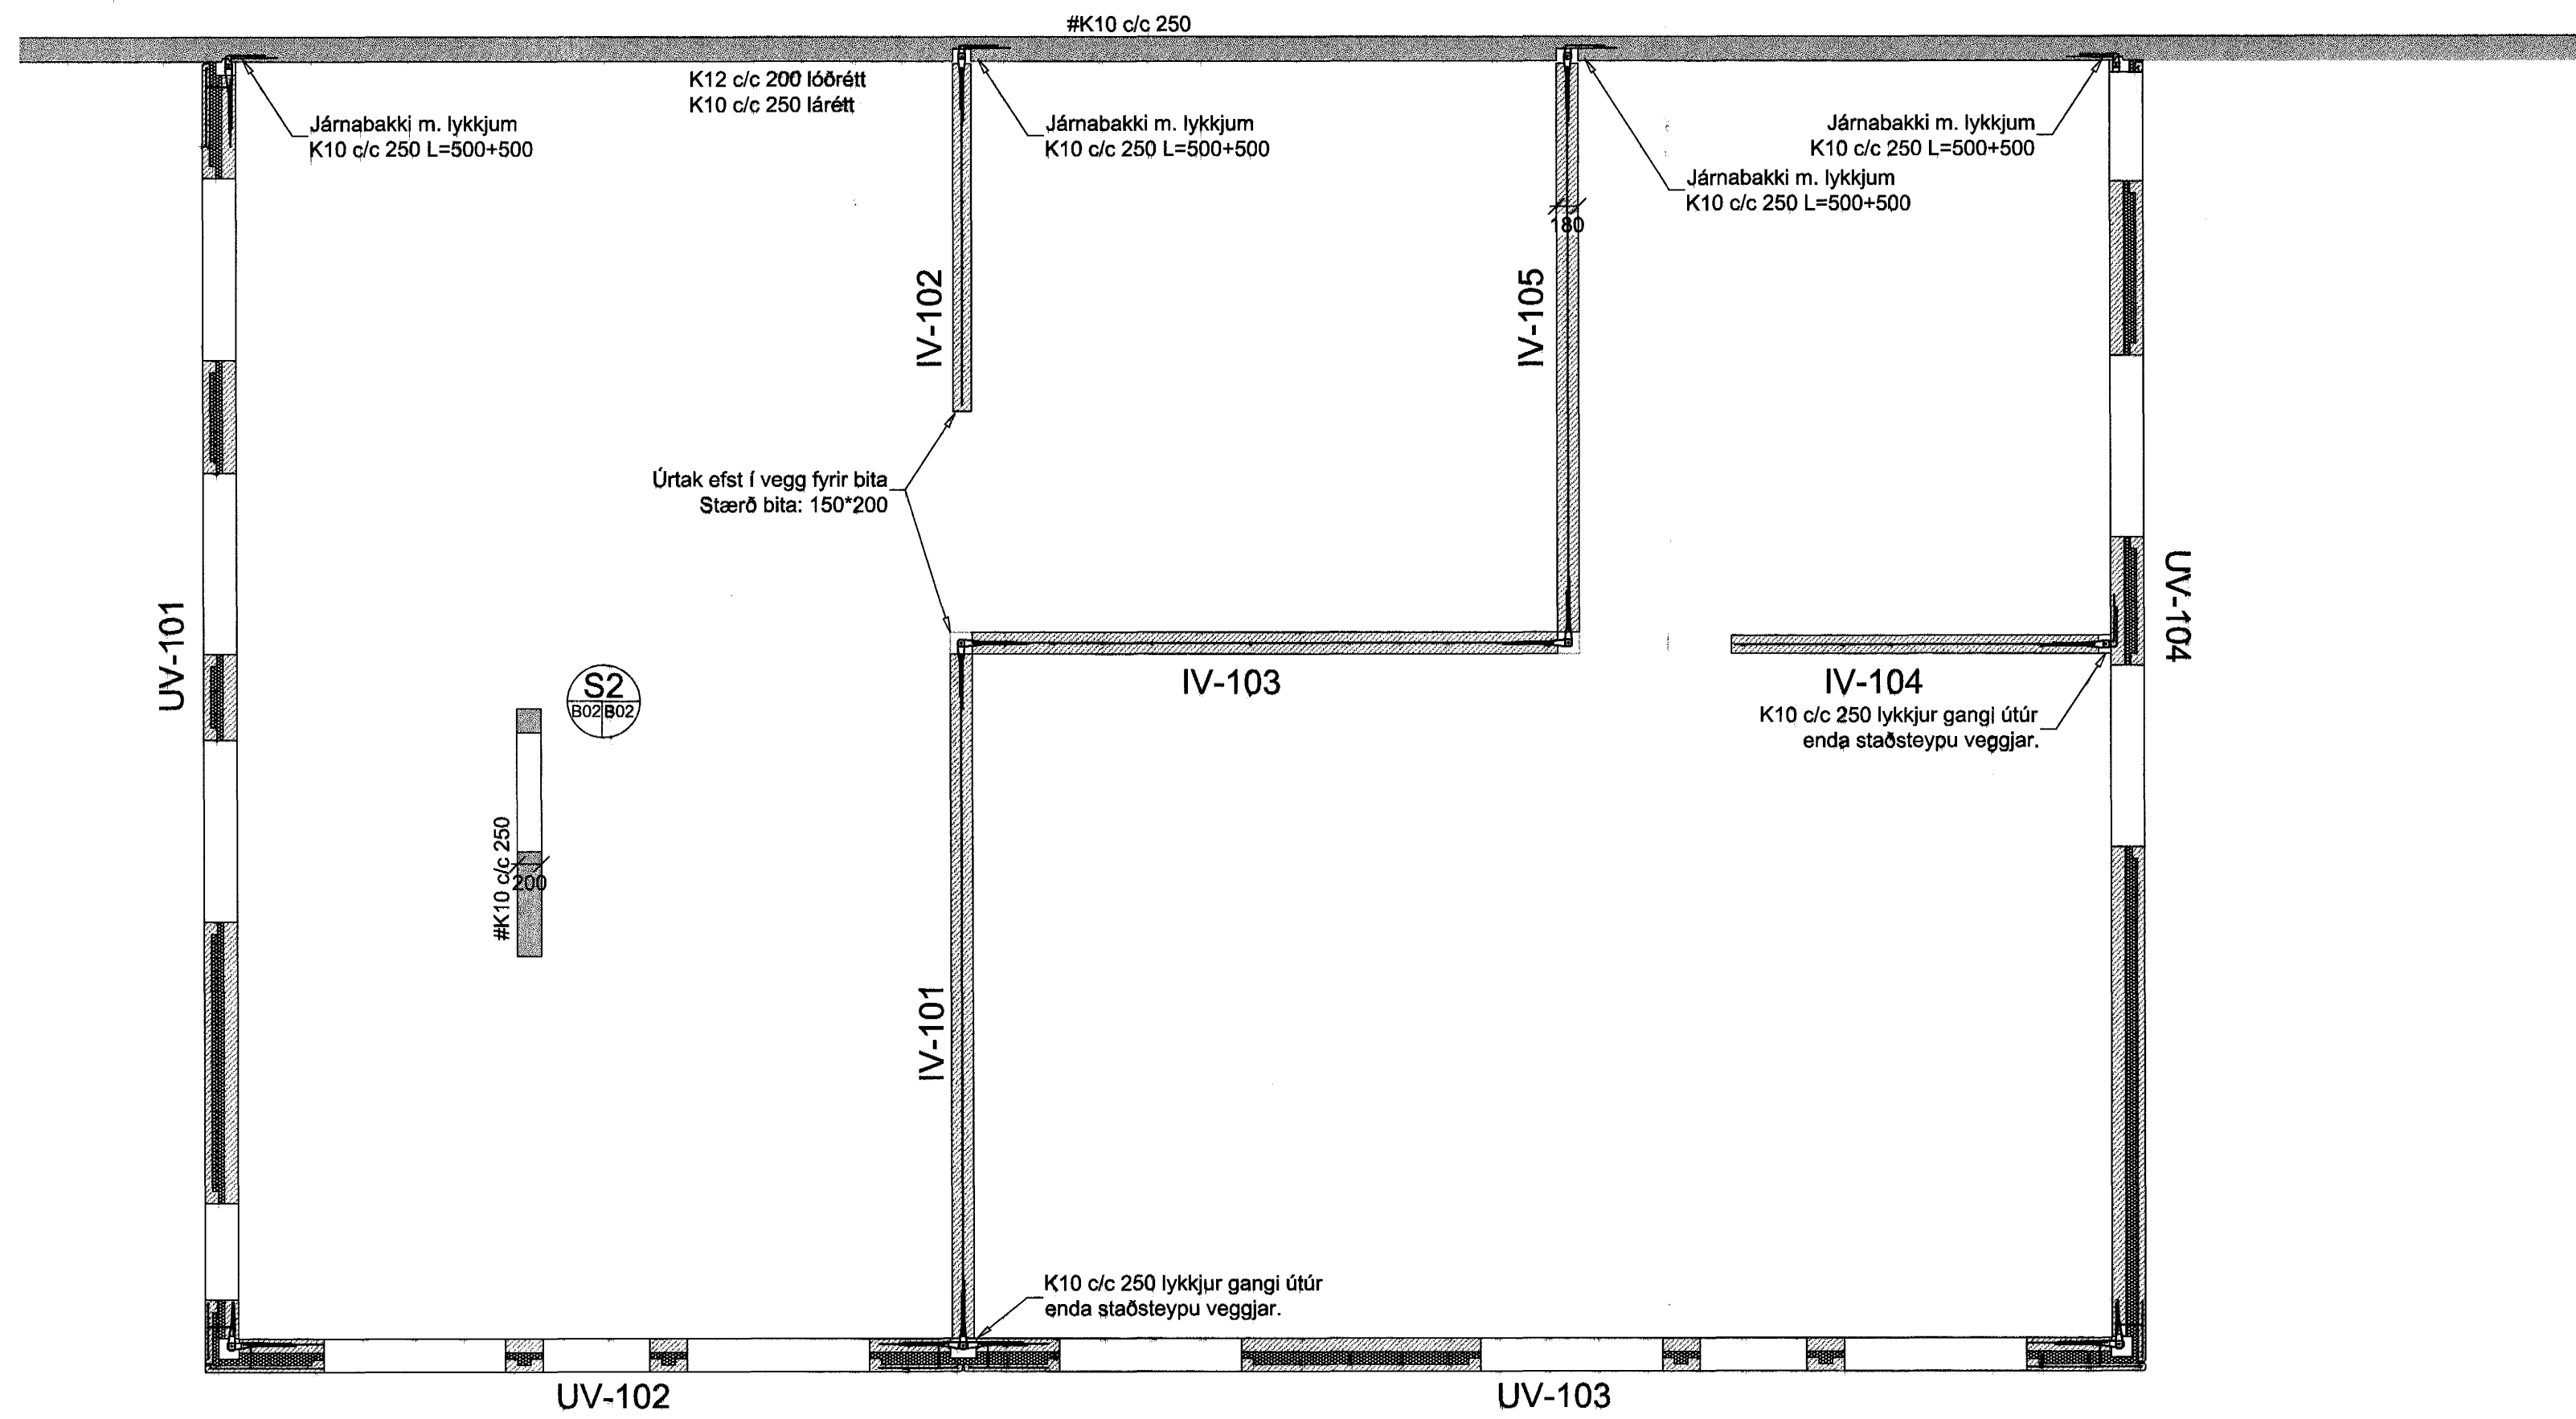 #K10 c/c 250
K12 c/c 200 lóðrétt
K10 c/c 250 lárétt
Járnabakki m. lykkjum
K10 c/c 250 L=500+500
Járnabakki m. lykkjum
K10 c/c 250 L=500+500
Járnabakki m. lykkjum
K10 c/c 250 L=500+500
Járnabakki m. lykkjum
K10 c/c 250 L=500+500
180
IV-102
IV-105
Úrtak efst í vegg fyrir bita
Stærð bita: 150*200
UV-101
UV-104
S2
B02 B02
IV-103
IV-104
K10 c/c 250 lykkjur gangi útúr
enda staðsteypu veggjar.
#K10 c/c 250
200
IV-101
K10 c/c 250 lykkjur gangi útúr
enda staðsteypu veggjar.
UV-102
UV-103